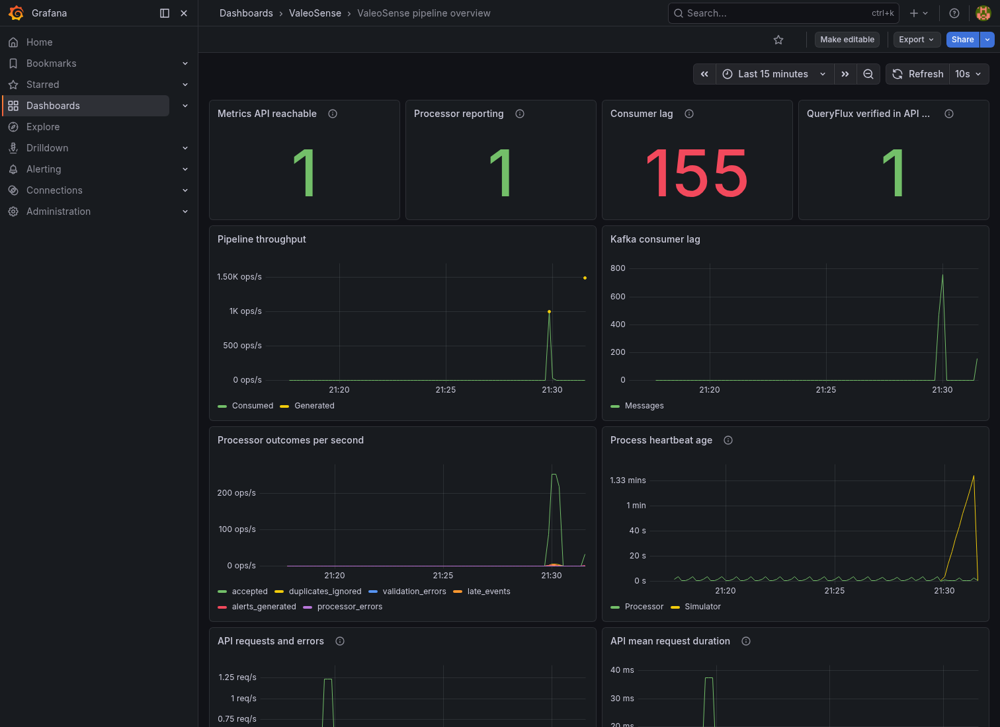 Grafana
Dashboards › ValeoSense › ValeoSense pipeline overview
Search... ctrl+k
Home
Bookmarks
Starred
Dashboards
Explore
Drilldown
Alerting
Connections
Administration
Make editable
Export
Share
Last 15 minutes
Refresh 10s
Metrics API reachable
1
Processor reporting
1
Consumer lag
155
QueryFlux verified in API ...
1
Pipeline throughput
1.50K ops/s
1K ops/s
500 ops/s
0 ops/s
21:20 21:25 21:30
Consumed Generated
Kafka consumer lag
800
600
400
200
0
21:20 21:25 21:30
Messages
Processor outcomes per second
200 ops/s
100 ops/s
0 ops/s
21:20 21:25 21:30
accepted duplicates_ignored validation_errors late_events
alerts_generated processor_errors
Process heartbeat age
1.33 mins
1 min
40 s
20 s
0 s
21:20 21:25 21:30
Processor Simulator
API requests and errors
1.25 req/s
1 req/s
0.75 req/s
API mean request duration
40 ms
30 ms
20 ms